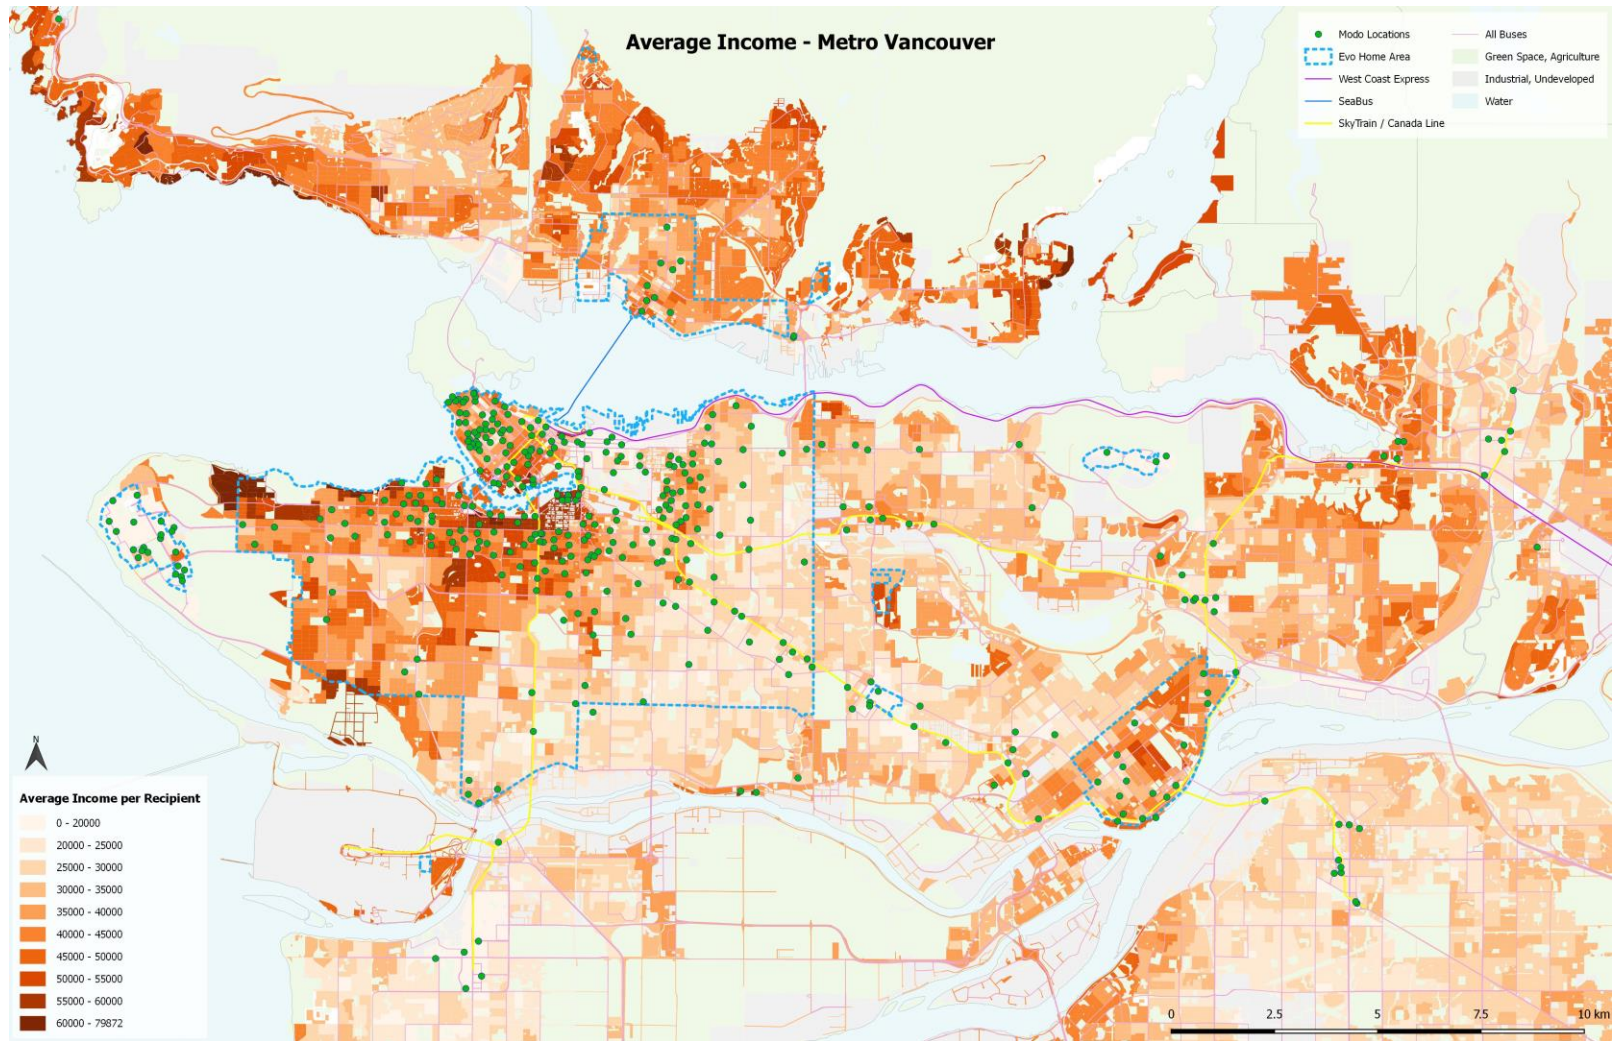 Average Income - Metro Vancouver
Modo Locations
Evo Home Area
West Coast Express
SeaBus
SkyTrain / Canada Line
All Buses
Green Space, Agriculture
Industrial, Undeveloped
Water
N
Average Income per Recipient
0 - 20000
20000 - 25000
25000 - 30000
30000 - 35000
35000 - 40000
40000 - 45000
45000 - 50000
50000 - 55000
55000 - 60000
60000 - 79872
0 2.5 5 7.5 10 km